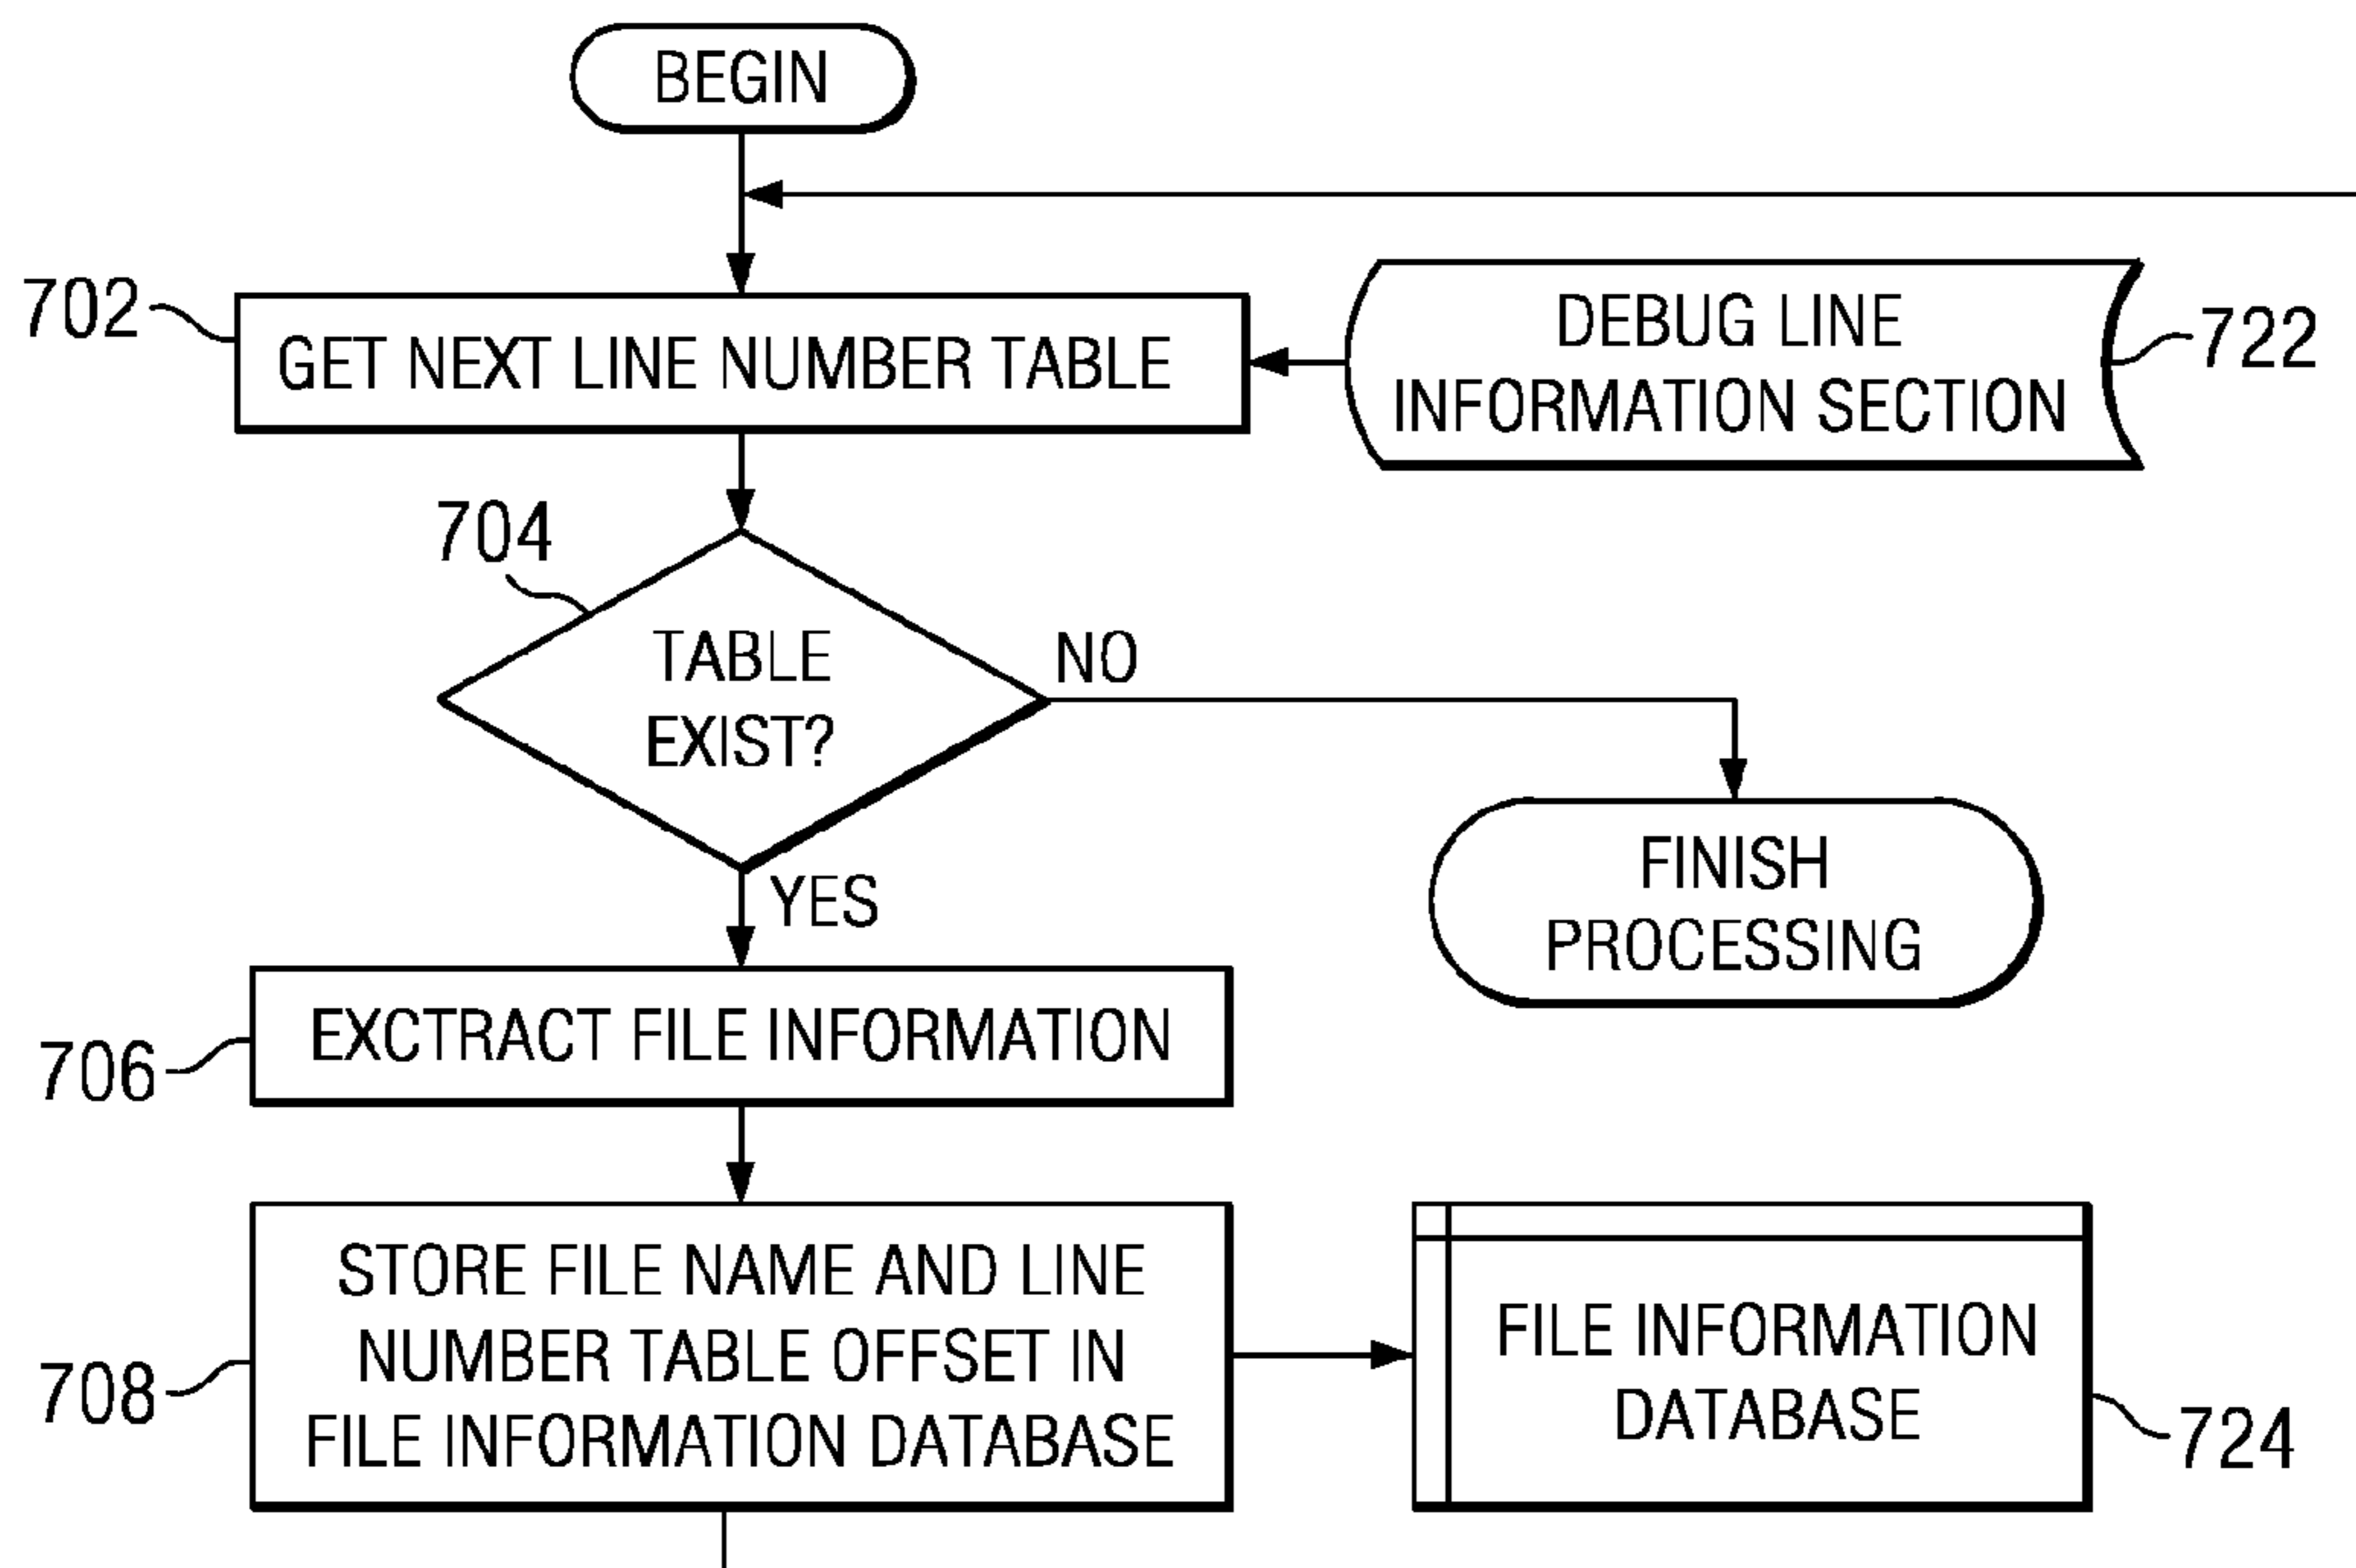 BEGIN
702
GET NEXT LINE NUMBER TABLE
DEBUG LINE
INFORMATION SECTION
722
704
TABLE
EXIST?
NO
YES
FINISH
PROCESSING
706
EXCTRACT FILE INFORMATION
708
STORE FILE NAME AND LINE
NUMBER TABLE OFFSET IN
FILE INFORMATION DATABASE
FILE INFORMATION
DATABASE
724